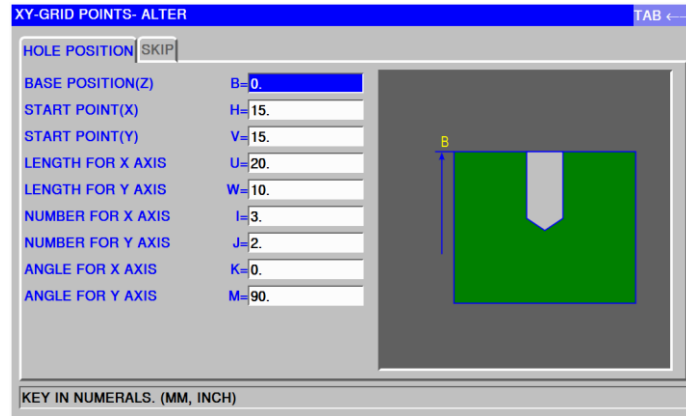 XY-GRID POINTS- ALTER TAB ←
HOLE POSITION SKIP
BASE POSITION(Z) B= 0.
START POINT(X) H= 15.
START POINT(Y) V= 15.
LENGTH FOR X AXIS U= 20.
LENGTH FOR Y AXIS W= 10.
NUMBER FOR X AXIS I= 3.
NUMBER FOR Y AXIS J= 2.
ANGLE FOR X AXIS K= 0.
ANGLE FOR Y AXIS M= 90.
B
KEY IN NUMERALS. (MM, INCH)